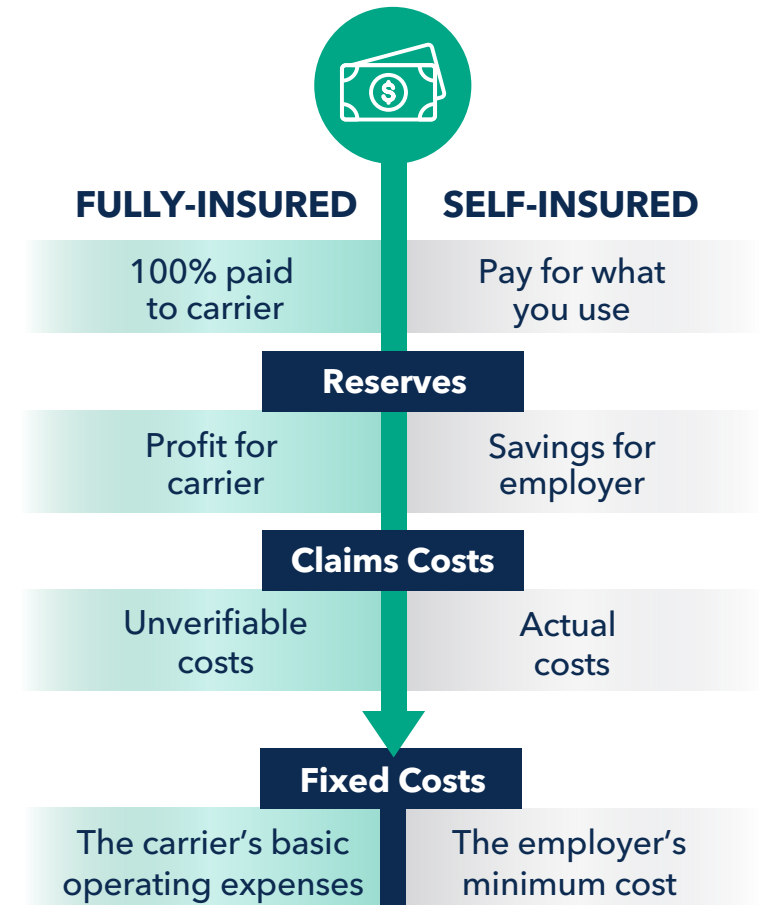 $
FULLY-INSURED
SELF-INSURED
100% paid
to carrier
Pay for what
you use
Reserves
Profit for
carrier
Savings for
employer
Claims Costs
Unverifiable
costs
Actual
costs
Fixed Costs
The carrier’s basic
operating expenses
The employer’s
minimum cost